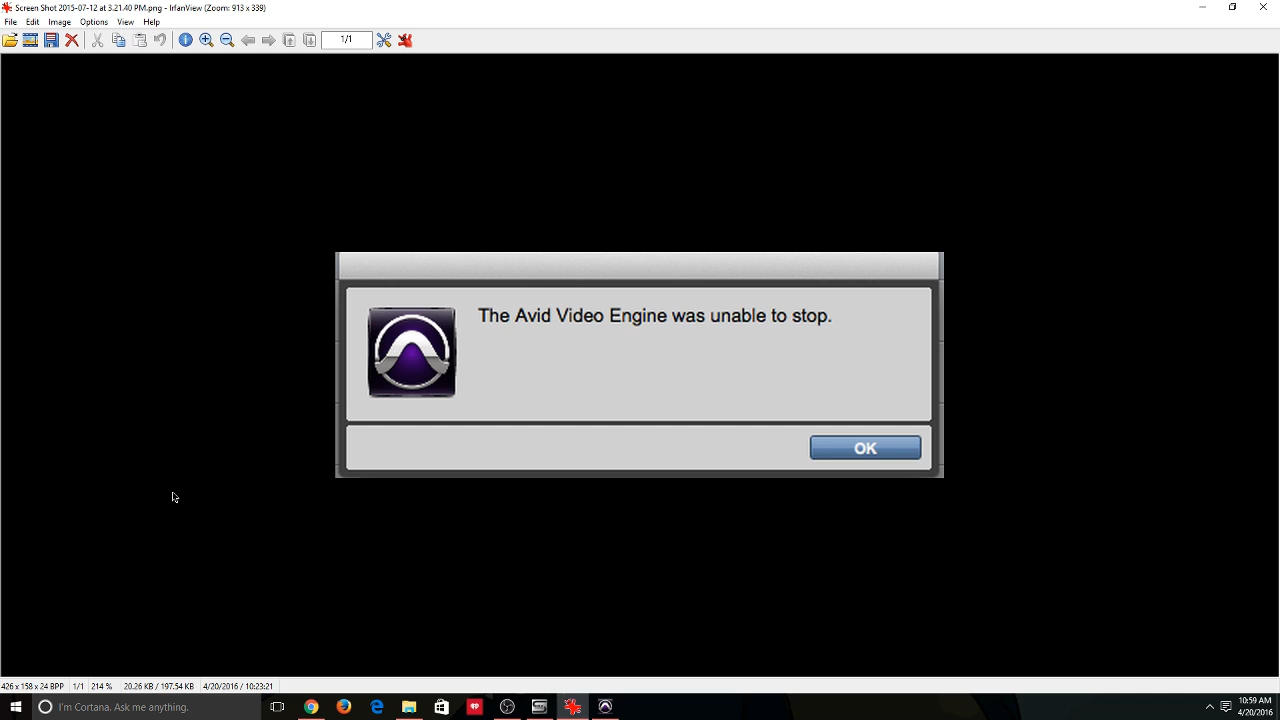 Screen Shot 2015-07-12 at 3.21.40 PM.png - IrfanView (Zoom: 913 x 339)
File Edit Image Options View Help
1/1
The Avid Video Engine was unable to stop.
OK
426 x 158 x 24 BPP 1/1 214 % 20.26 KB / 197.54 KB 4/20/2016 / 10:23:21
I'm Cortana. Ask me anything.
10:59 AM
4/20/2016